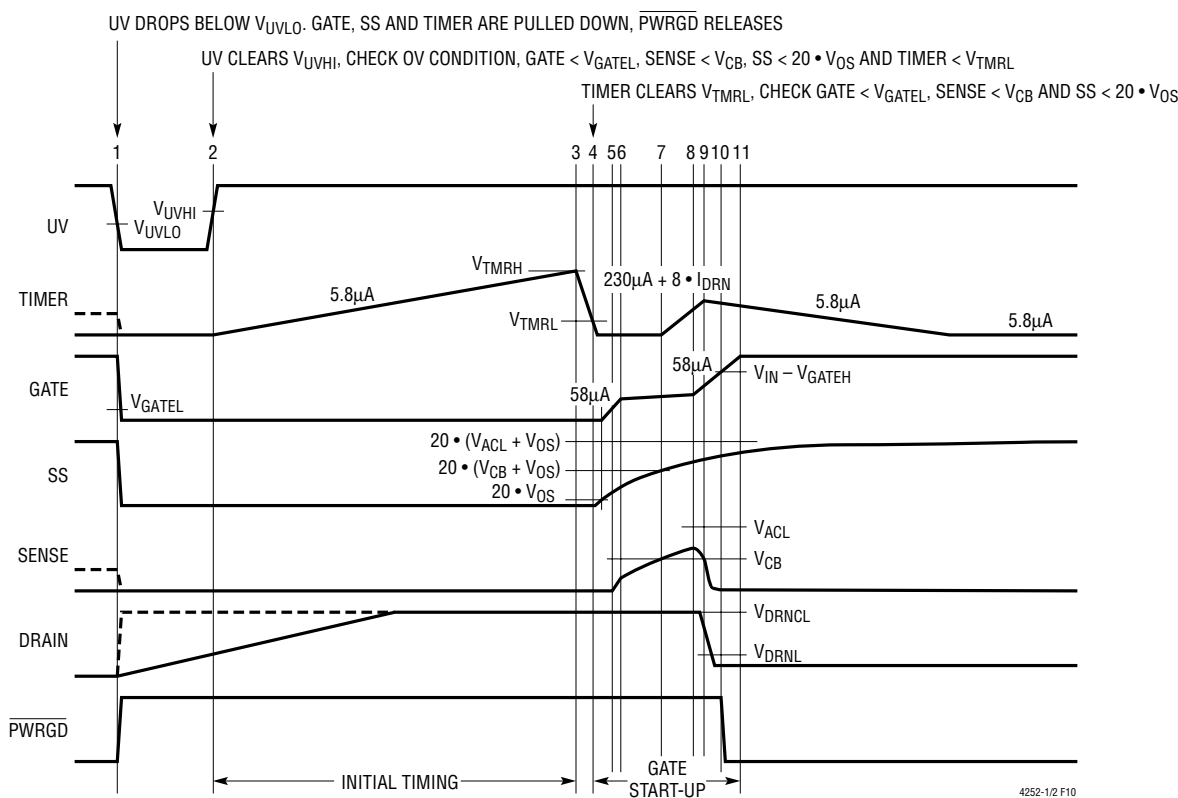 UV DROPS BELOW VUVLO. GATE, SS AND TIMER ARE PULLED DOWN, PWRGD RELEASES
UV CLEARS VUVHI, CHECK OV CONDITION, GATE < VGATEL, SENSE < VCB, SS < 20 • VOS AND TIMER < VTMRL
TIMER CLEARS VTMRL, CHECK GATE < VGATEL, SENSE < VCB AND SS < 20 • VOS
1 2 3 4 5 6 7 8 9 10 11
UV
VUVLO
VUVHI
TIMER
5.8µA
VTMRH
VTMRL
230µA + 8 • IDRN
5.8µA
5.8µA
GATE
VGATEL
58µA
58µA
VIN – VGATEH
SS
20 • (VACL + VOS)
20 • (VCB + VOS)
20 • VOS
SENSE
VACL
VCB
DRAIN
VDRNCL
VDRNL
PWRGD
INITIAL TIMING
GATE
START-UP
4252-1/2 F10